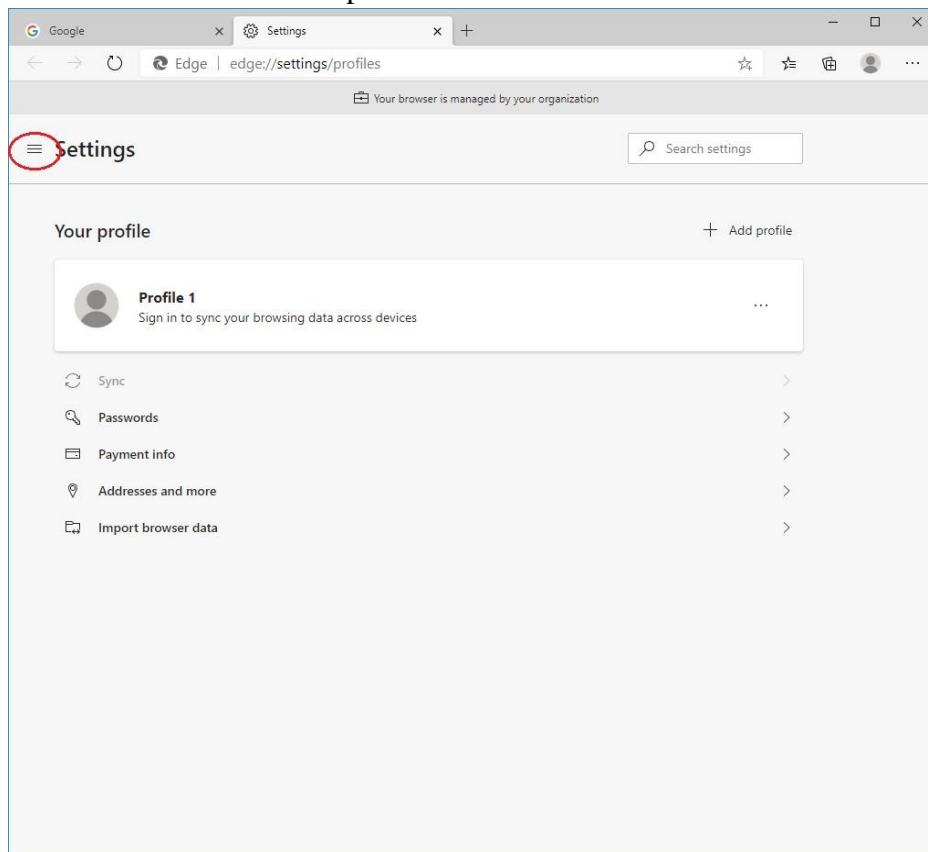 Google
Settings
Edge | edge://settings/profiles
Your browser is managed by your organization
Settings
Search settings
Your profile
Add profile
Profile 1
Sign in to sync your browsing data across devices
Sync
Passwords
Payment info
Addresses and more
Import browser data